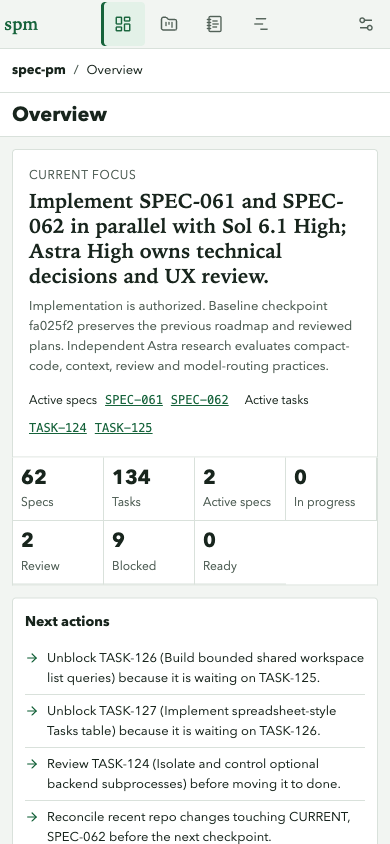 spm
spec-pm / Overview
Overview
CURRENT FOCUS
Implement SPEC-061 and SPEC-
062 in parallel with Sol 6.1 High;
Astra High owns technical
decisions and UX review.
Implementation is authorized. Baseline checkpoint
fa025f2 preserves the previous roadmap and reviewed
plans. Independent Astra research evaluates compact-
code, context, review and model-routing practices.
Active specs SPEC-061 SPEC-062 Active tasks
TASK-124 TASK-125
62 134 2 0
Specs Tasks Active specs In progress
2 9 0
Review Blocked Ready
Next actions
→ Unblock TASK-126 (Build bounded shared workspace
list queries) because it is waiting on TASK-125.
→ Unblock TASK-127 (Implement spreadsheet-style
Tasks table) because it is waiting on TASK-126.
→ Review TASK-124 (Isolate and control optional
backend subprocesses) before moving it to done.
→ Reconcile recent repo changes touching CURRENT,
SPEC-062 before the next checkpoint.